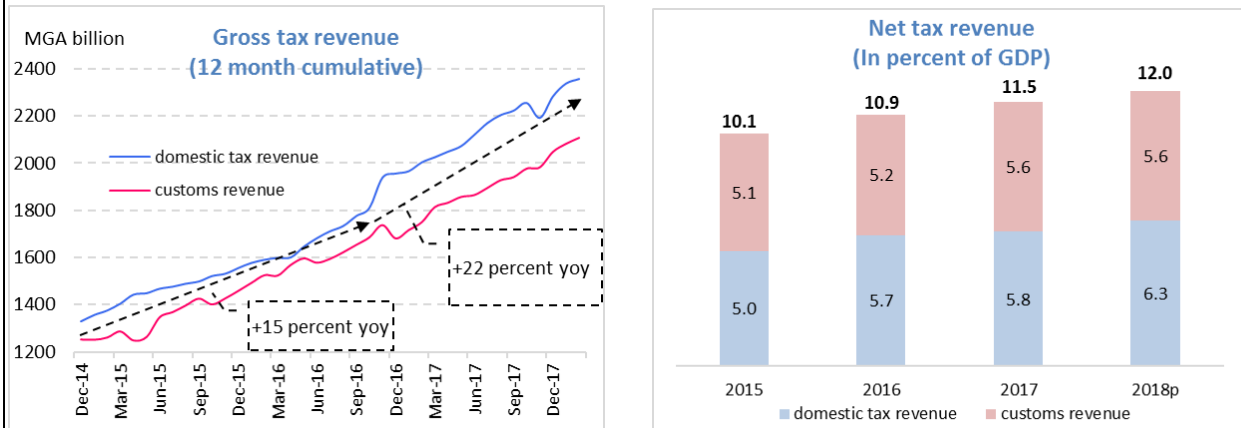 MGA billion
Gross tax revenue
(12 month cumulative)
2400
2200
2000
1800
1600
1400
1200
domestic tax revenue
customs revenue
+22 percent yoy
+15 percent yoy
Dec-14
Mar-15
Jun-15
Sep-15
Dec-15
Mar-16
Jun-16
Sep-16
Dec-16
Mar-17
Jun-17
Sep-17
Dec-17
Net tax revenue
(In percent of GDP)
10.1
10.9
11.5
12.0
5.1
5.2
5.6
5.6
5.0
5.7
5.8
6.3
2015
2016
2017
2018p
domestic tax revenue
customs revenue